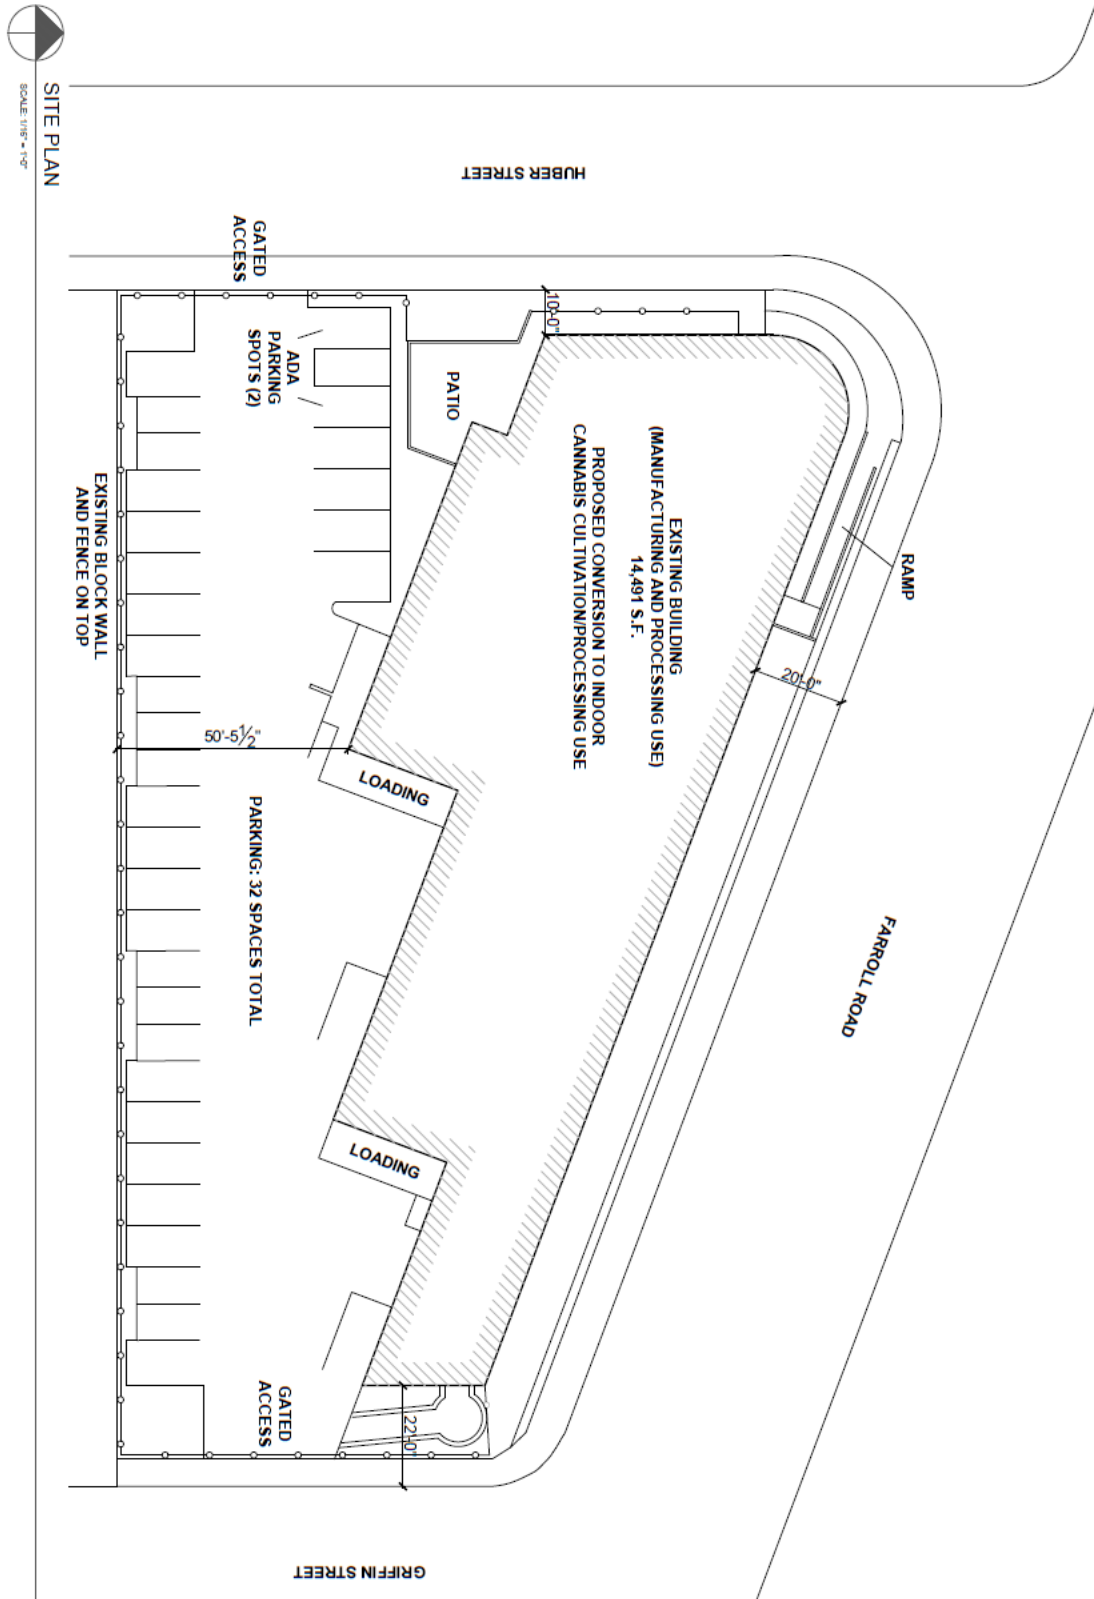 SITE PLAN
SCALE: 1/16" = 1'-0"
HUBER STREET
GATED
ACCESS
10'-0"
ADA
PARKING
SPOTS (2)
PATIO
EXISTING BUILDING
(MANUFACTURING AND PROCESSING USE)
14,491 S.F.
PROPOSED CONVERSION TO INDOOR
CANNABIS CULTIVATION/PROCESSING USE
RAMP
20'-0"
EXISTING BLOCK WALL
AND FENCE ON TOP
50'-5½"
LOADING
PARKING: 32 SPACES TOTAL
FARROLL ROAD
LOADING
GATED
ACCESS
22'-0"
GRIFFIN STREET